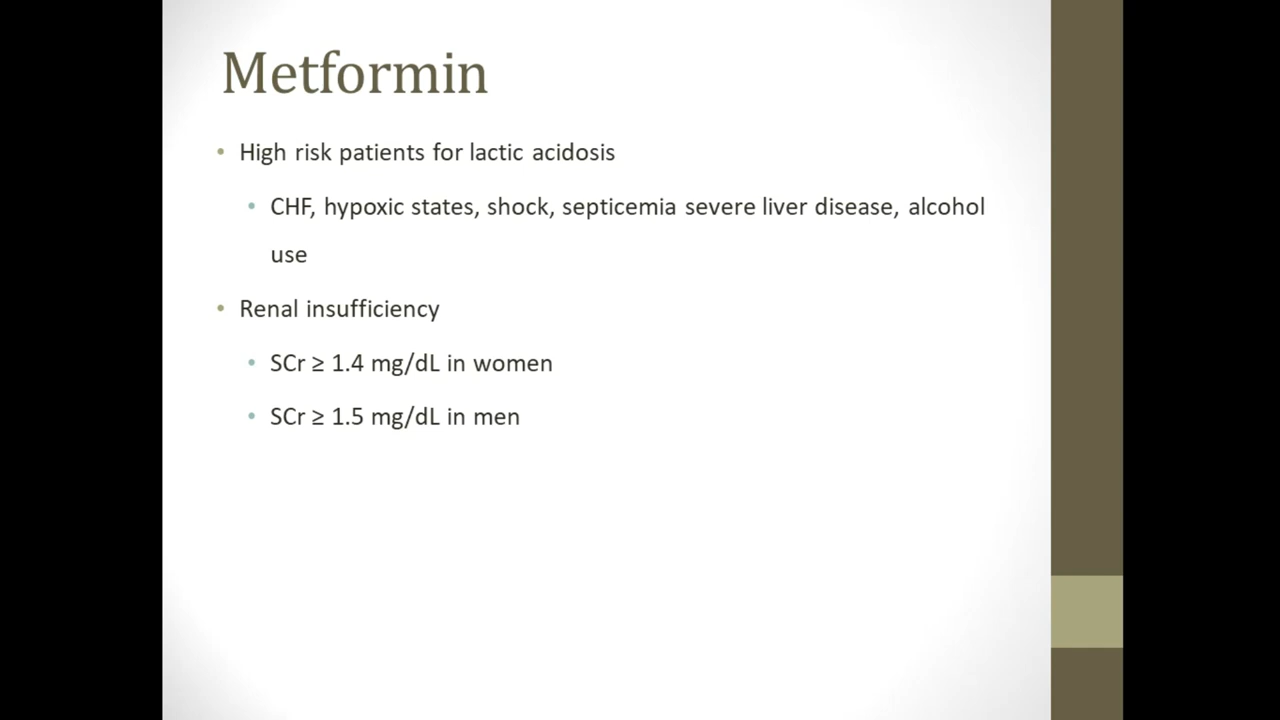 Metformin
• High risk patients for lactic acidosis
• CHF, hypoxic states, shock, septicemia severe liver disease, alcohol
use
• Renal insufficiency
• SCr ≥ 1.4 mg/dL in women
• SCr ≥ 1.5 mg/dL in men